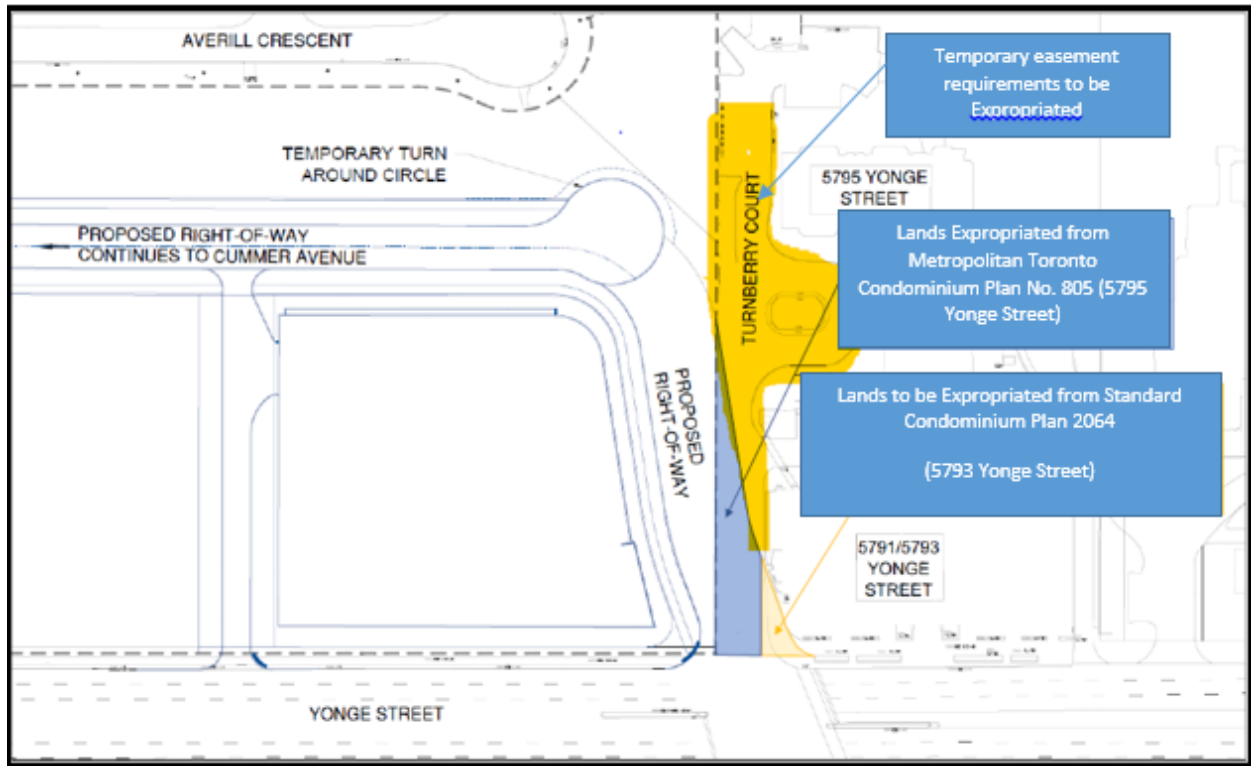 AVERILL CRESCENT
Temporary easement
requirements to be
Exoropriated
TEMPORARY TURN
AROUND CIRCLE
5795 YONGE
STREET
TURNBERRY COURT
PROPOSED RIGHT-OF-WAY
CONTINUES TO CUMMER AVENUE
Lands Expropriated from
Metropolitan Toronto
Condominium Plan No. 805 (5795
Yonge Street)
PROPOSED
RIGHT-OF-WAY
Lands to be Expropriated from Standard
Condominium Plan 2064
(5793 Yonge Street)
5791/5793
YONGE
STREET
YONGE STREET